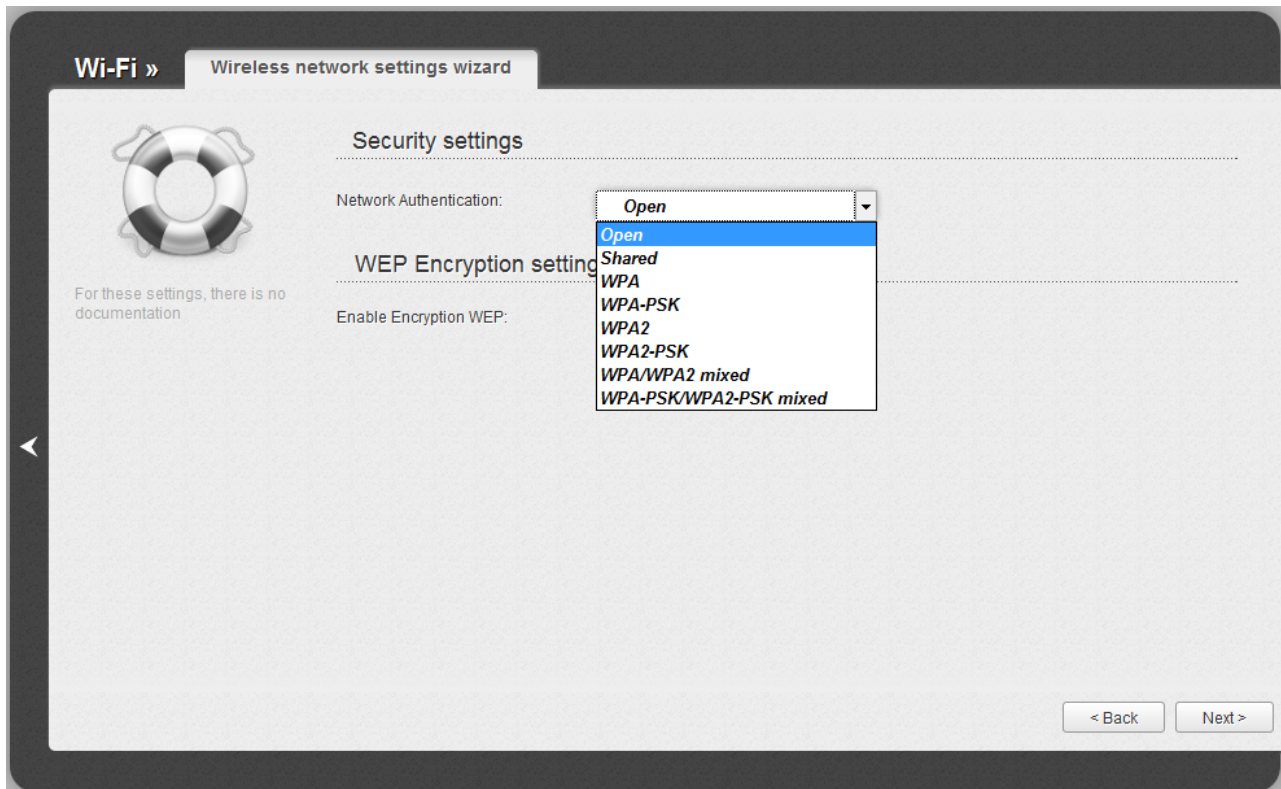 Wi-Fi » Wireless network settings wizard
Security settings
Network Authentication: Open
Open
Shared
WPA
WPA-PSK
WPA2
WPA2-PSK
WPA/WPA2 mixed
WPA-PSK/WPA2-PSK mixed
WEP Encryption setting
Enable Encryption WEP:
For these settings, there is no
documentation
< Back Next >